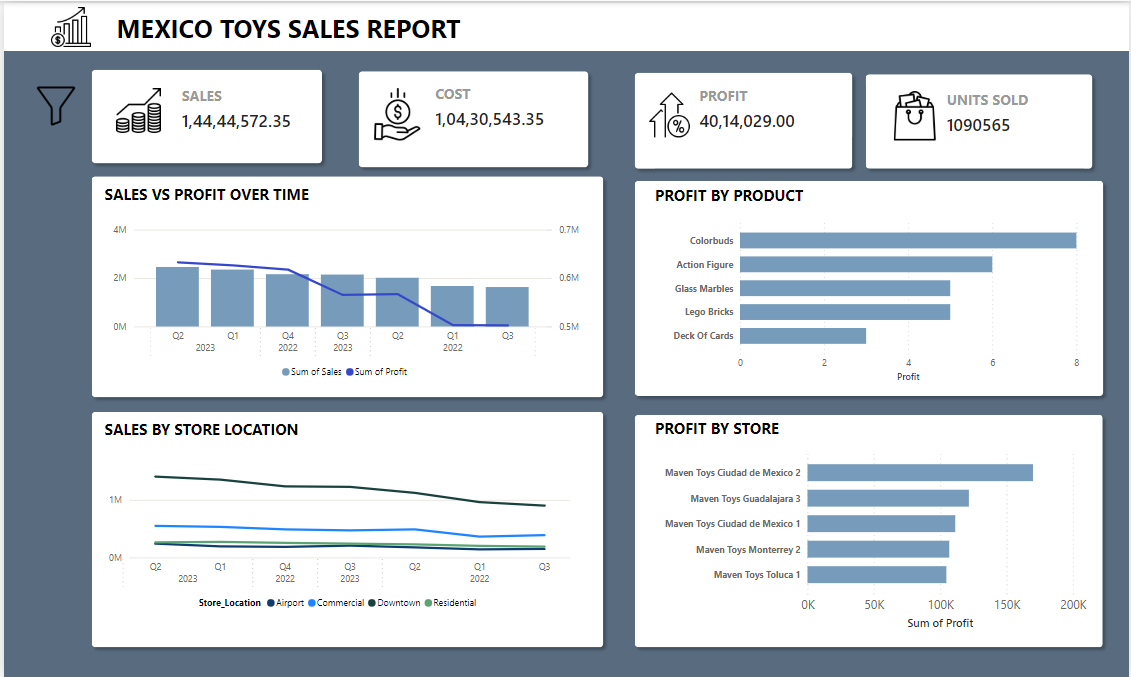 MEXICO TOYS SALES REPORT
SALES
1,44,44,572.35
COST
1,04,30,543.35
PROFIT
40,14,029.00
UNITS SOLD
1090565
SALES VS PROFIT OVER TIME
4M
2M
0M
0.7M
0.6M
0.5M
Q2 Q1 Q4 Q3 Q2 Q1 Q3
2023 2022 2023 2022
Sum of Sales Sum of Profit
PROFIT BY PRODUCT
Colorbuds
Action Figure
Glass Marbles
Lego Bricks
Deck Of Cards
0 2 4 6 8
Profit
SALES BY STORE LOCATION
1M
0M
Q2 Q1 Q4 Q3 Q2 Q1 Q3
2023 2022 2023 2022
Store_Location Airport Commercial Downtown Residential
PROFIT BY STORE
Maven Toys Ciudad de Mexico 2
Maven Toys Guadalajara 3
Maven Toys Ciudad de Mexico 1
Maven Toys Monterrey 2
Maven Toys Toluca 1
0K 50K 100K 150K 200K
Sum of Profit